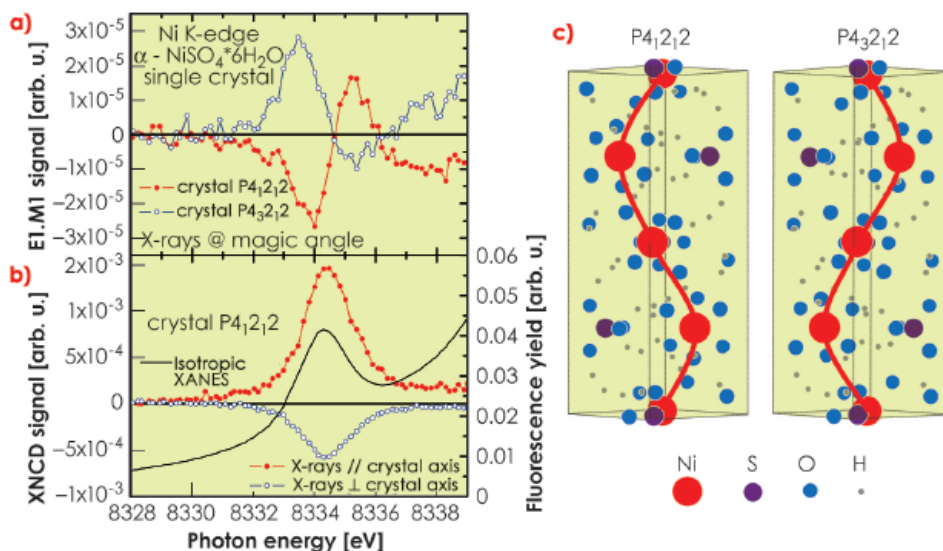 a)
Ni K-edge
α - NiSO₄*6H₂O
single crystal
E1.M1 signal [arb. u.]
3x10⁻⁵
2x10⁻⁵
1x10⁻⁵
0
-1x10⁻⁵
-2x10⁻⁵
-3x10⁻⁵
crystal P4₁2₁2
crystal P4₃2₁2
X-rays @ magic angle
b)
XNCD signal [arb. u.]
2x10⁻³
1x10⁻³
5x10⁻⁴
0
-5x10⁻⁴
-1x10⁻³
crystal P4₁2₁2
Isotropic
XANES
X-rays // crystal axis
X-rays ⊥ crystal axis
0.06
0.05
0.04
0.03
0.02
0.01
0
Fluorescence yield [arb. u.]
8328 8330 8332 8334 8336 8338
Photon energy [eV]
c)
P4₁2₁2 P4₃2₁2
Ni S O H